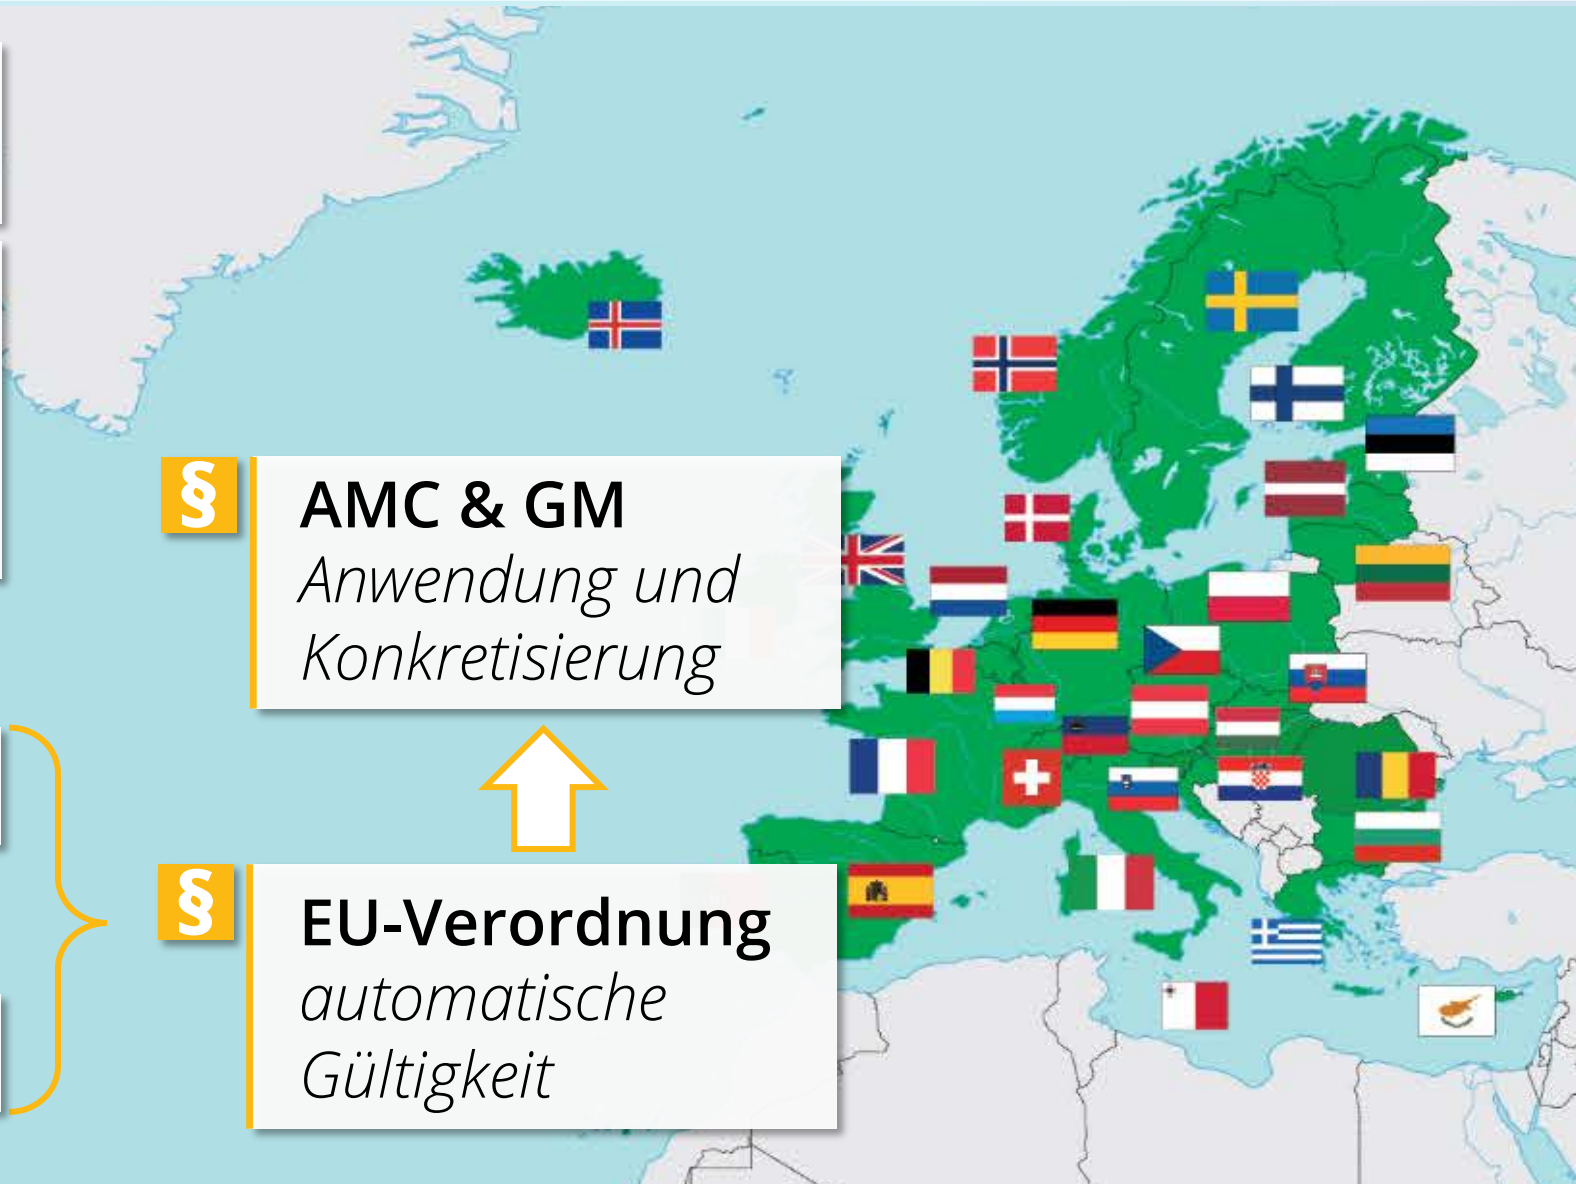 §
AMC & GM
Anwendung und
Konkretisierung
§
EU-Verordnung
automatische
Gültigkeit